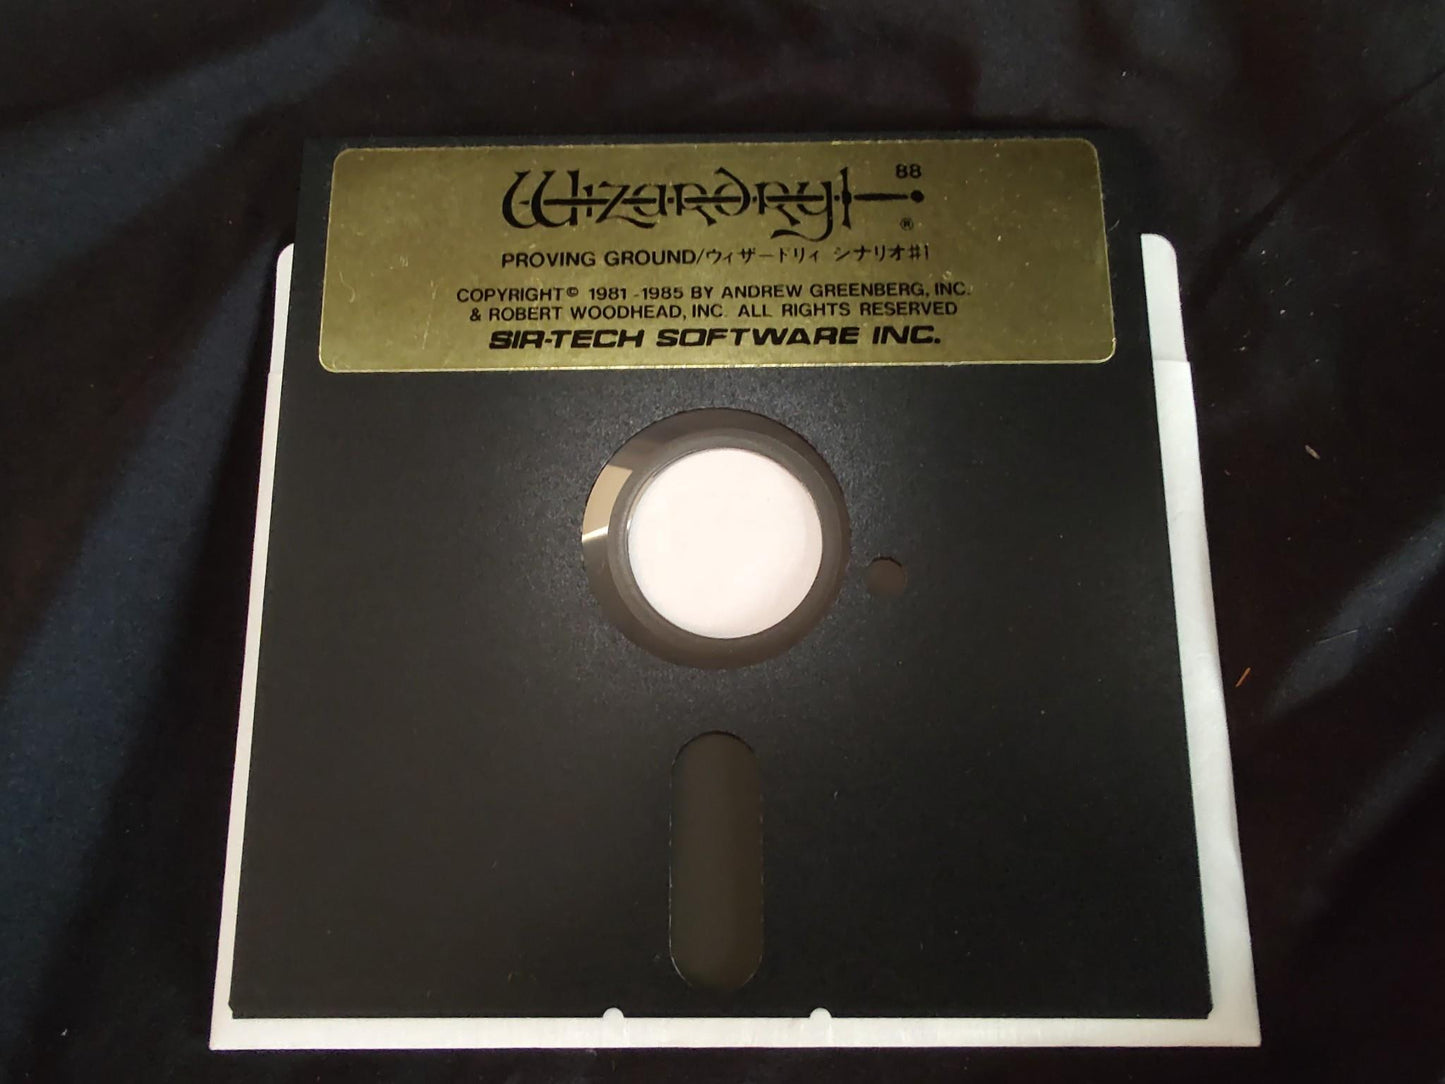 Wizardry 88
®
PROVING GROUND/ウィザードリィ シナリオ#1
COPYRIGHT© 1981-1985 BY ANDREW GREENBERG, INC.
& ROBERT WOODHEAD, INC. ALL RIGHTS RESERVED
SIR-TECH SOFTWARE INC.